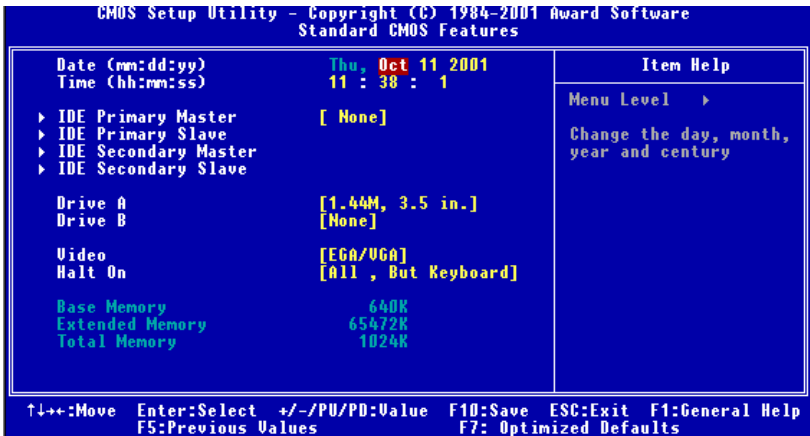 CMOS Setup Utility - Copyright (C) 1984-2001 Award Software
Standard CMOS Features
Date (mm:dd:yy) Thu, Oct 11 2001
Time (hh:mm:ss) 11 : 38 : 1
IDE Primary Master [ None]
IDE Primary Slave
IDE Secondary Master
IDE Secondary Slave
Drive A [1.44M, 3.5 in.]
Drive B [None]
Video [EGA/VGA]
Halt On [All , But Keyboard]
Base Memory 640K
Extended Memory 65472K
Total Memory 1024K
Item Help
Menu Level
Change the day, month,
year and century
↑↓→←:Move Enter:Select +/-/PU/PD:Value F10:Save ESC:Exit F1:General Help
F5:Previous Values F7: Optimized Defaults